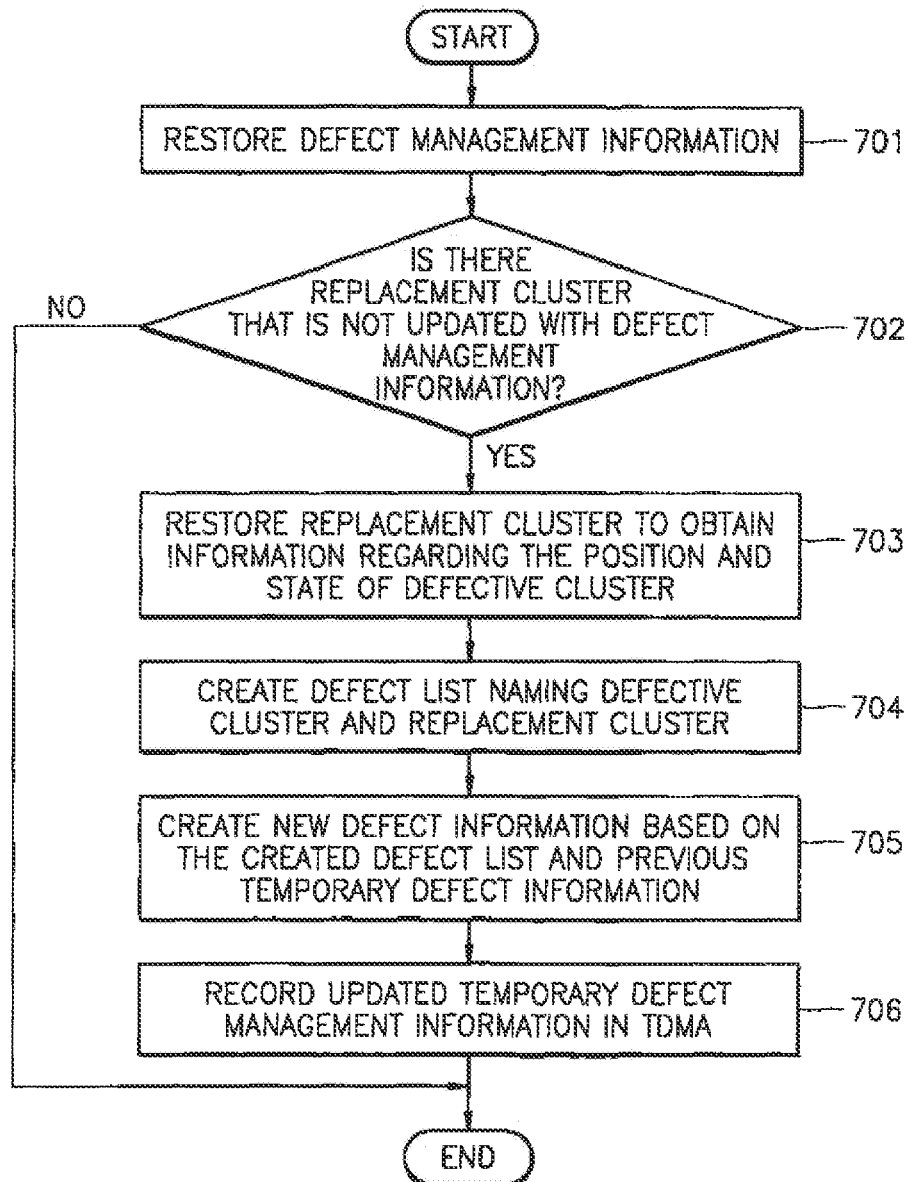 START
RESTORE DEFECT MANAGEMENT INFORMATION
701
IS THERE
REPLACEMENT CLUSTER
THAT IS NOT UPDATED WITH DEFECT
MANAGEMENT
INFORMATION?
702
NO
YES
RESTORE REPLACEMENT CLUSTER TO OBTAIN
INFORMATION REGARDING THE POSITION AND
STATE OF DEFECTIVE CLUSTER
703
CREATE DEFECT LIST NAMING DEFECTIVE
CLUSTER AND REPLACEMENT CLUSTER
704
CREATE NEW DEFECT INFORMATION BASED ON
THE CREATED DEFECT LIST AND PREVIOUS
TEMPORARY DEFECT INFORMATION
705
RECORD UPDATED TEMPORARY DEFECT
MANAGEMENT INFORMATION IN TDMA
706
END